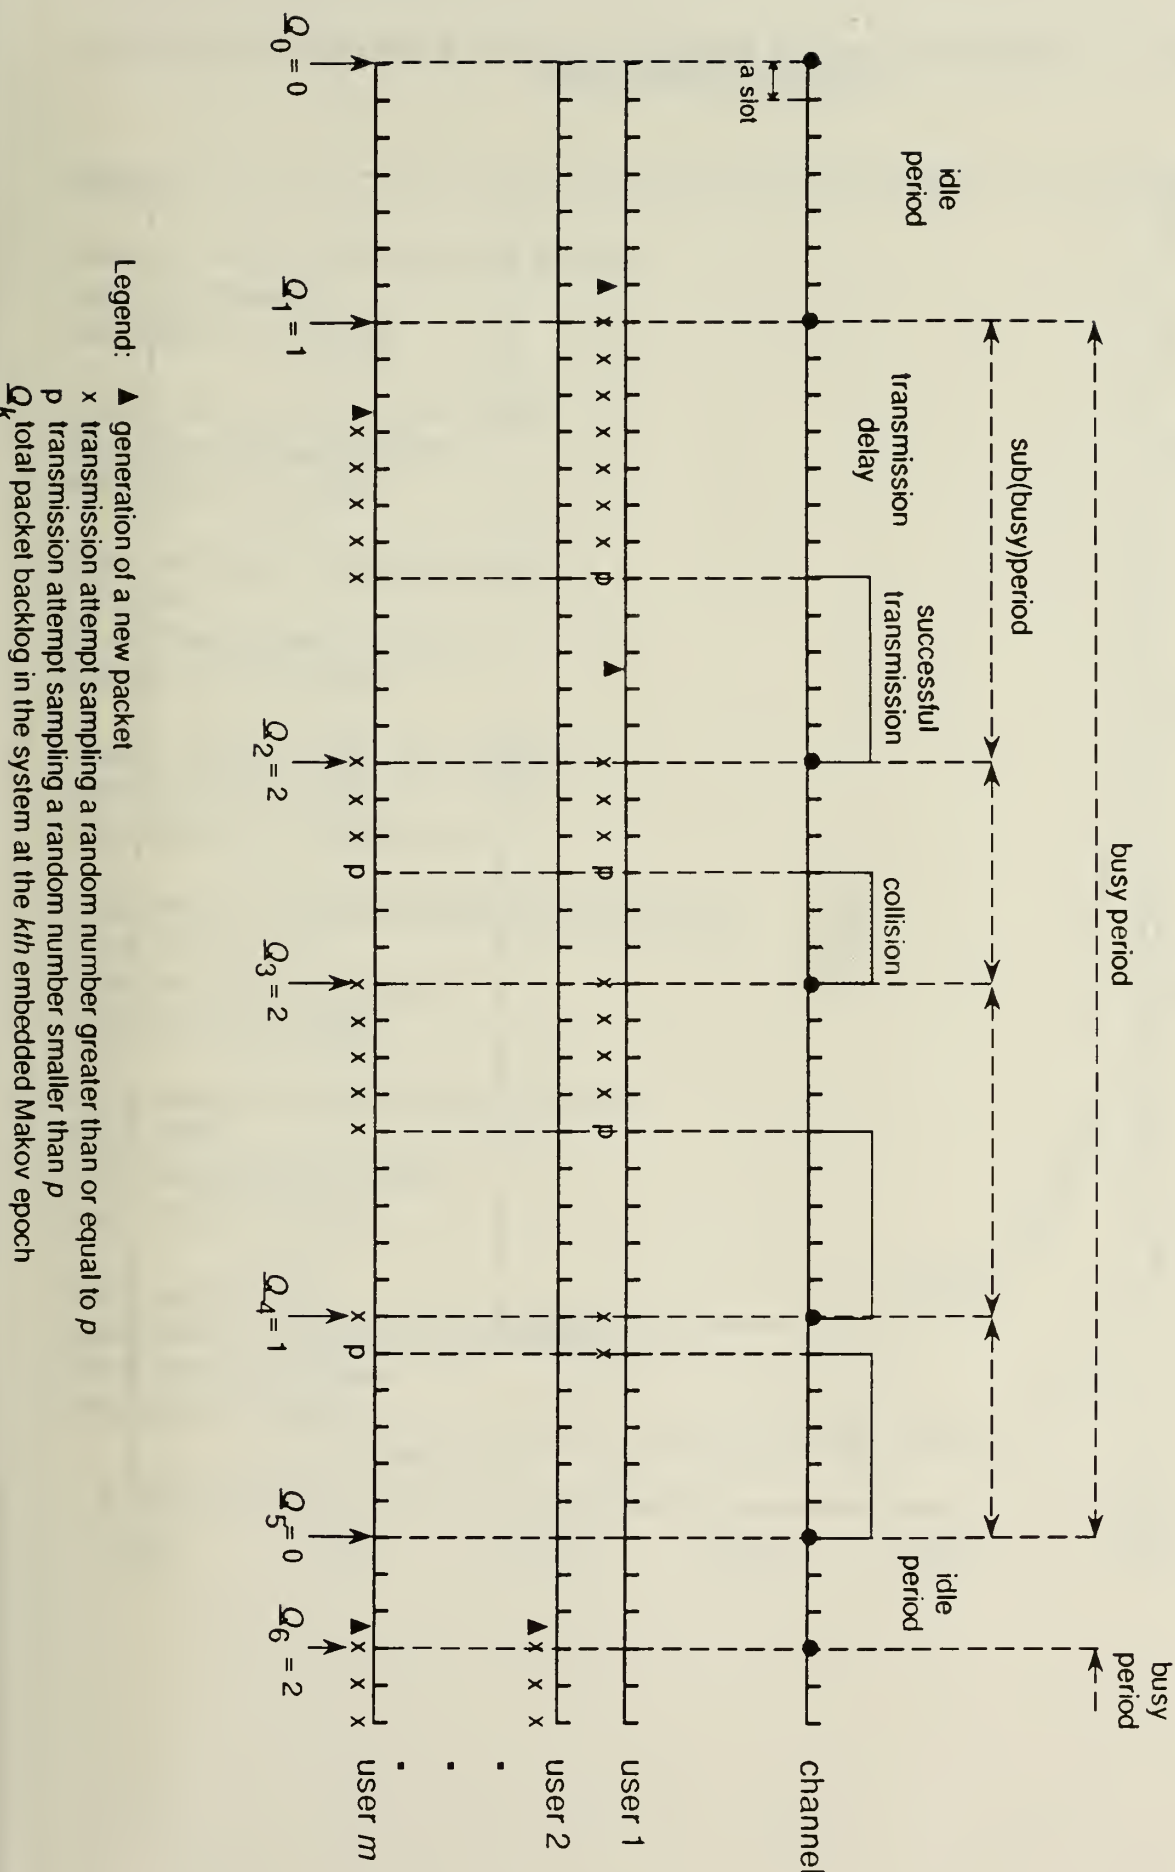 busy period
busy
period
sub(busy)period
idle
period
transmission
delay
successful
transmission
collision
idle
period
a slot
channel
user 1
x x x x x x x p x x x p x x x x p x x
user 2
x x x
.
.
.
user m
x x x x x x x x p x x x x x x p x x x
Q0 = 0
Q1 = 1
Q2 = 2
Q3 = 2
Q4 = 1
Q5 = 0
Q6 = 2
Legend: ▲ generation of a new packet
x transmission attempt sampling a random number greater than or equal to p
p transmission attempt sampling a random number smaller than p
Qk total packet backlog in the system at the kth embedded Makov epoch